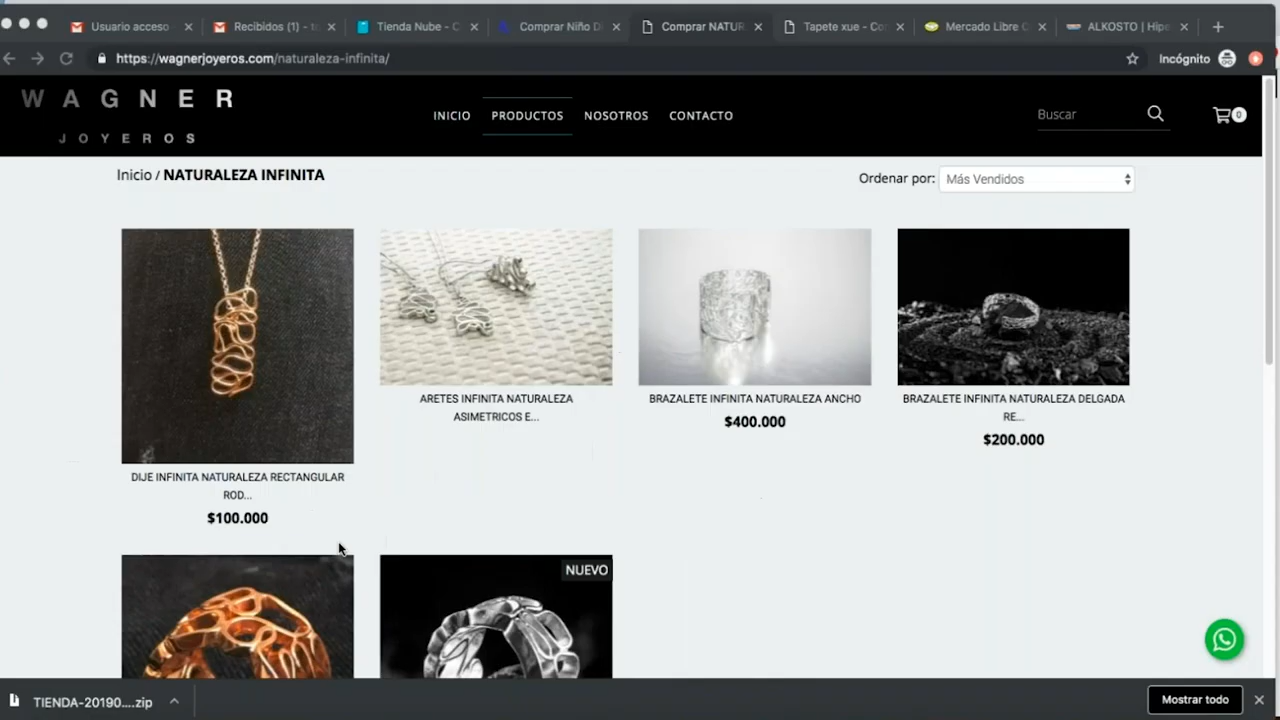 Usuario acceso
Recibidos (1) - t
Tienda Nube - C
Comprar Niño D
Comprar NATUR
Tapete xue - Co
Mercado Libre C
ALKOSTO | Hipe
https://wagnerjoyeros.com/naturaleza-infinita/
Incógnito
WAGNER
JOYEROS
INICIO
PRODUCTOS
NOSOTROS
CONTACTO
Buscar
0
Inicio / NATURALEZA INFINITA
Ordenar por:
Más Vendidos
DIJE INFINITA NATURALEZA RECTANGULAR
ROD...
$100.000
ARETES INFINITA NATURALEZA
ASIMETRICOS E...
BRAZALETE INFINITA NATURALEZA ANCHO
$400.000
BRAZALETE INFINITA NATURALEZA DELGADA
RE...
$200.000
NUEVO
TIENDA-20190....zip
Mostrar todo